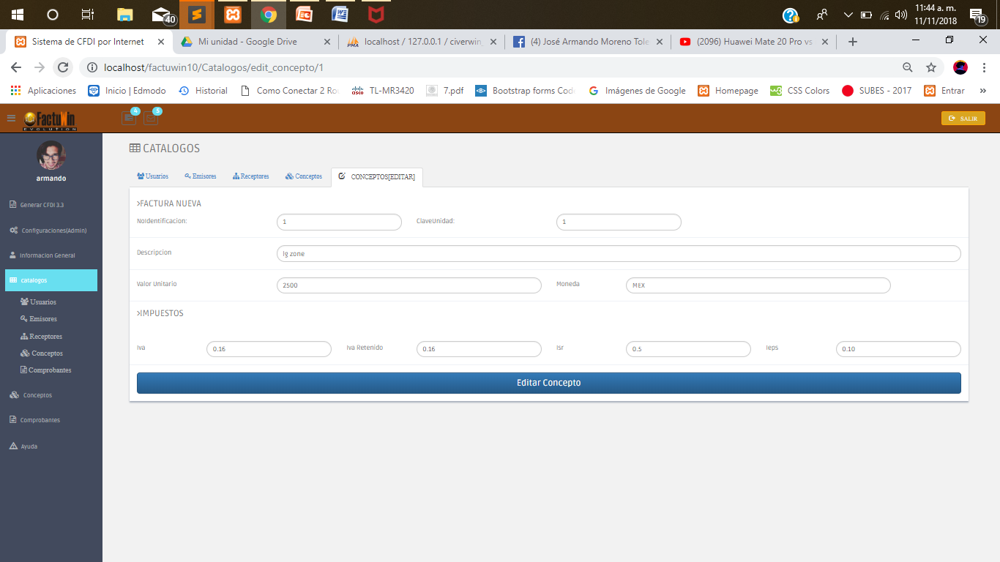 40
11:44 a. m.
11/11/2018
19
Sistema de CFDI por Internet
Mi unidad - Google Drive
PMA
localhost / 127.0.0.1 / civerwin_
(4) José Armando Moreno Tole
(2096) Huawei Mate 20 Pro vs
localhost/factuwin10/Catalogos/edit_concepto/1
Aplicaciones
Inicio | Edmodo
Historial
Como Conectar 2 Ro
cisco
TL-MR3420
7.pdf
Bootstrap forms Cod
Imágenes de Google
Homepage
CSS Colors
SUBES - 2017
Entrar
»
FactuWin
EVOLUTION
4
5
SALIR
armando
Generar CFDI 3.3
Configuraciones(Admin)
Informacion General
catalogos
Usuarios
Emisores
Receptores
Conceptos
Comprobantes
Conceptos
Comprobantes
Ayuda
CATALOGOS
Usuarios
Emisores
Receptores
Conceptos
CONCEPTOS[EDITAR]
>FACTURA NUEVA
NoIdentificacion:
1
ClaveUnidad:
1
Descripcion
lg zone
Valor Unitario
2500
Moneda
MEX
>IMPUESTOS
Iva
0.16
Iva Retenido
0.16
Isr
0.5
Ieps
0.10
Editar Concepto